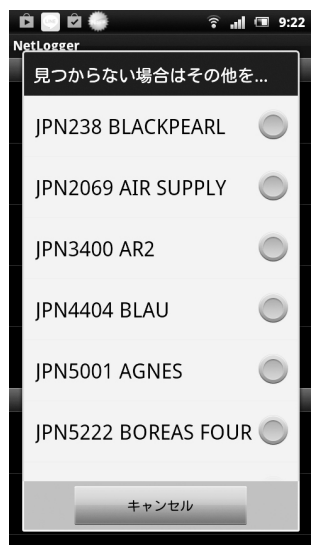 9:22
NetLogger
見つからない場合はその他を...
JPN238 BLACKPEARL
JPN2069 AIR SUPPLY
JPN3400 AR2
JPN4404 BLAU
JPN5001 AGNES
JPN5222 BOREAS FOUR
キャンセル